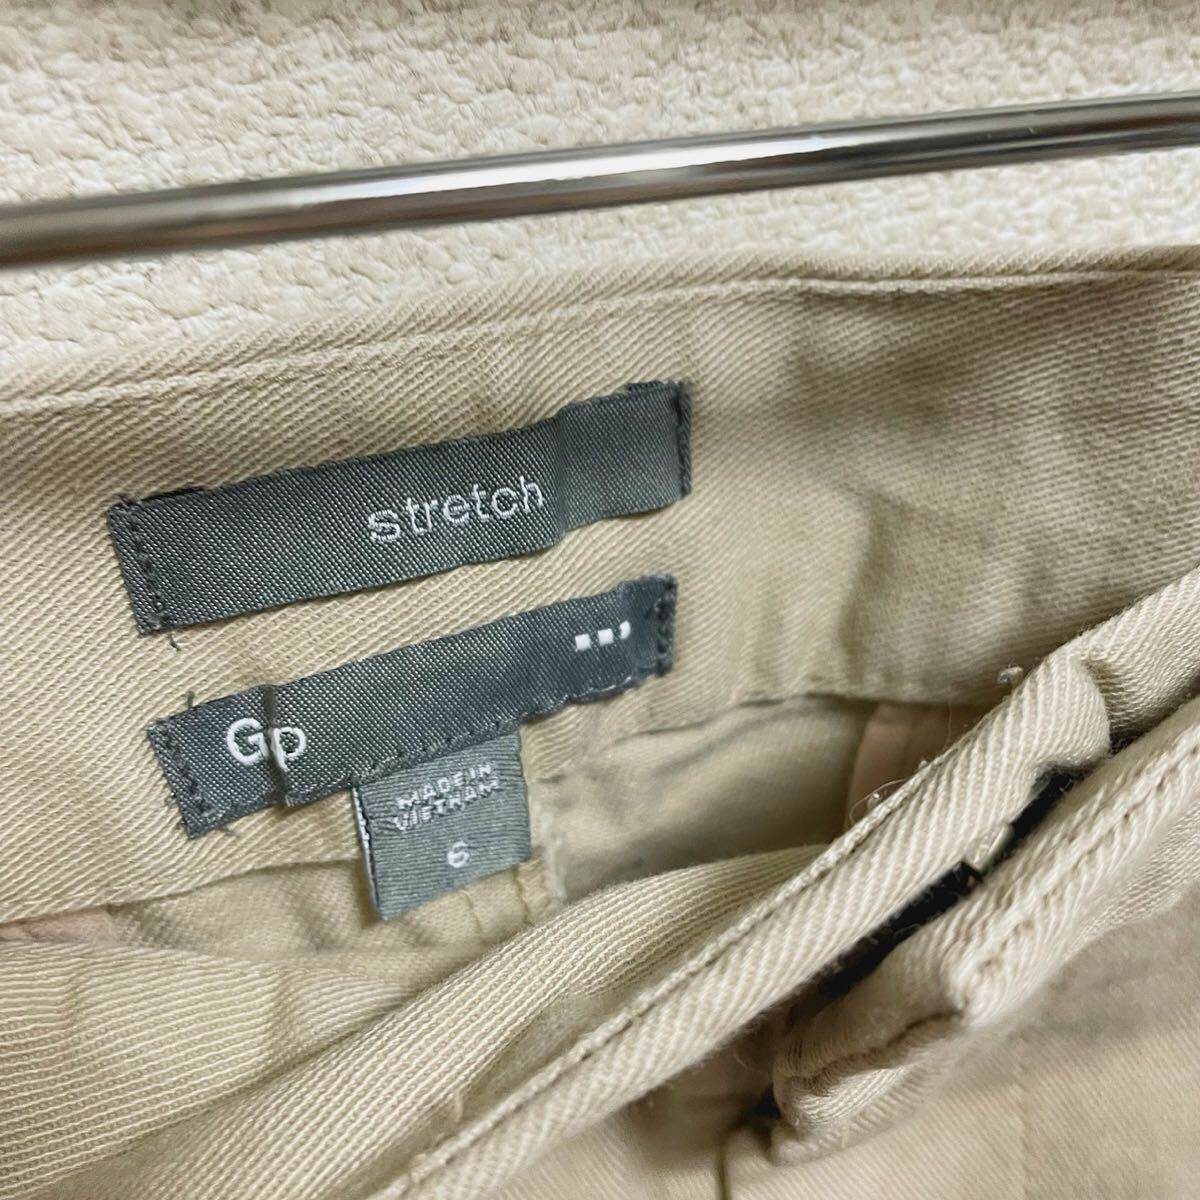 stretch
Gp
MADE IN
VIETNAM
6